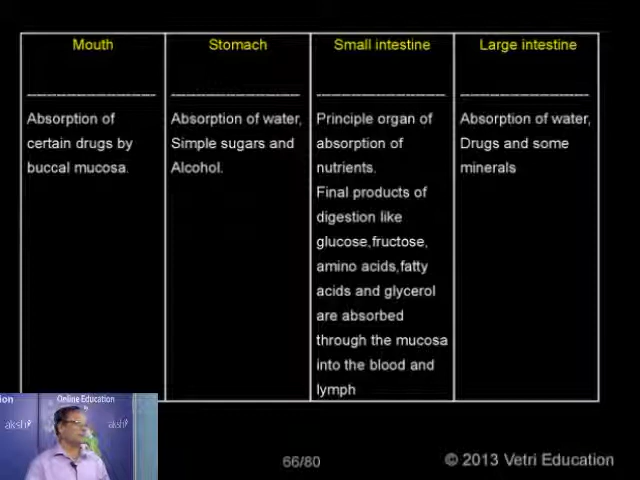 Mouth
Absorption of
certain drugs by
buccal mucosa.
Stomach
Absorption of water,
Simple sugars and
Alcohol.
Small intestine
Principle organ of
absorption of
nutrients.
Final products of
digestion like
glucose,fructose,
amino acids,fatty
acids and glycerol
are absorbed
through the mucosa
into the blood and
lymph
Large intestine
Absorption of water,
Drugs and some
minerals
Online Education
aksh
aksh
66/80
© 2013 Vetri Education